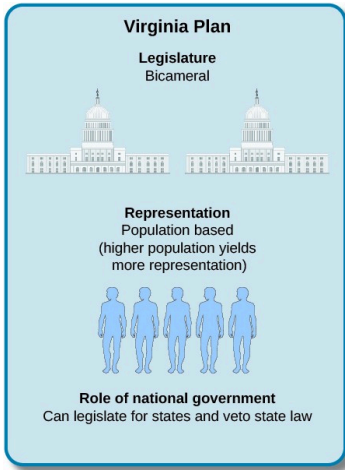 Virginia Plan
Legislature
Bicameral
Representation
Population based
(higher population yields
more representation)
Role of national government
Can legislate for states and veto state law